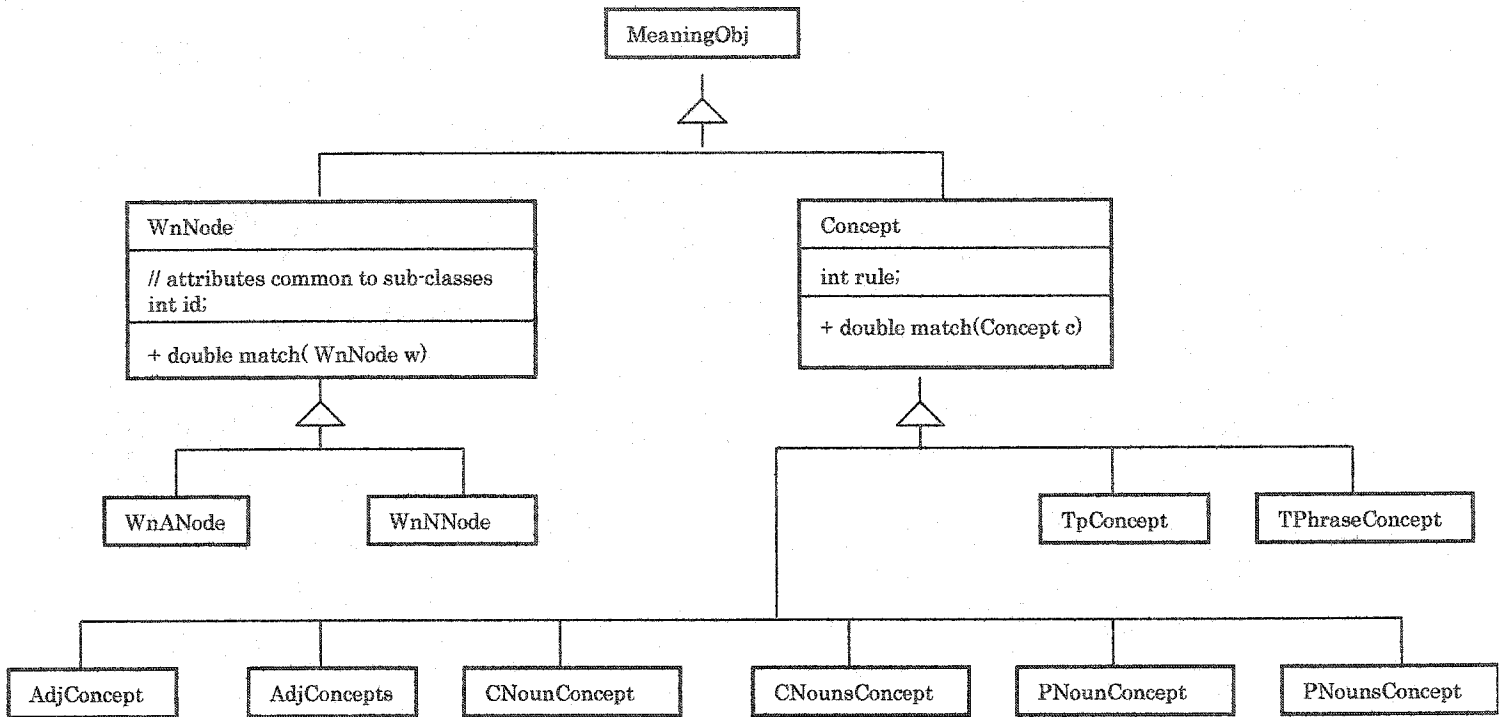 MeaningObj
WnNode
// attributes common to sub-classes
int id;
+ double match( WnNode w)
Concept
int rule;
+ double match(Concept c)
WnANode
WnNNode
TpConcept
TPhraseConcept
AdjConcept
AdjConcepts
CNounConcept
CNounsConcept
PNounConcept
PNounsConcept